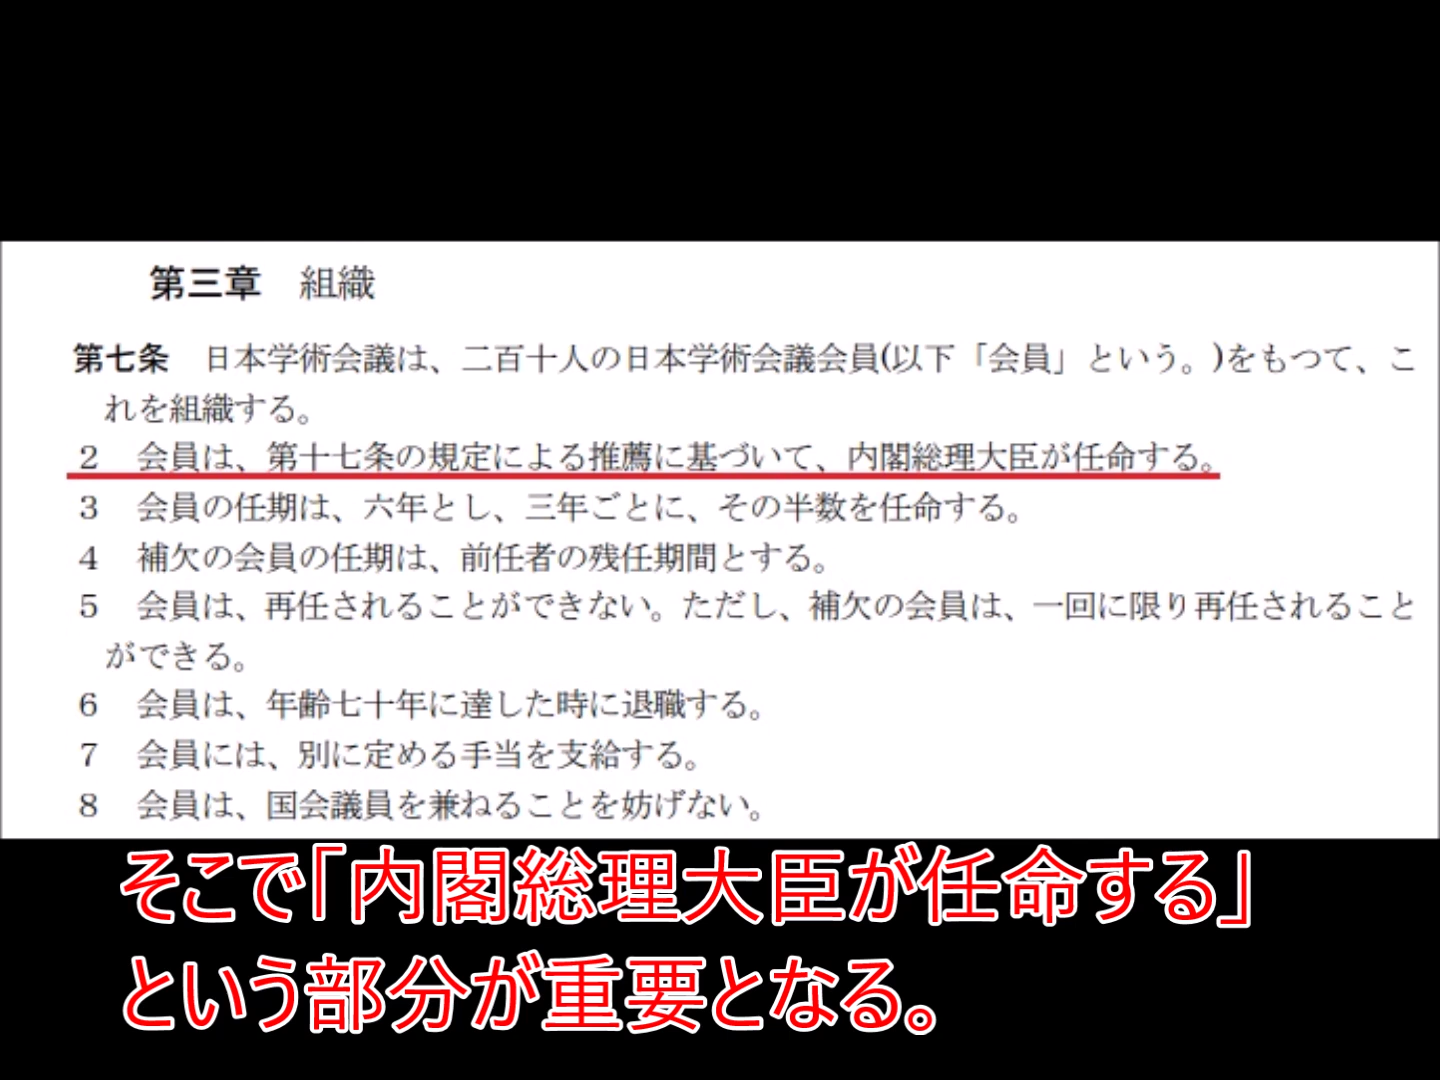 第三章　組織
第七条　日本学術会議は、二百十人の日本学術会議会員(以下「会員」という。)をもつて、こ
れを組織する。
２　会員は、第十七条の規定による推薦に基づいて、内閣総理大臣が任命する。
３　会員の任期は、六年とし、三年ごとに、その半数を任命する。
４　補欠の会員の任期は、前任者の残任期間とする。
５　会員は、再任されることができない。ただし、補欠の会員は、一回に限り再任されること
ができる。
６　会員は、年齢七十年に達した時に退職する。
７　会員には、別に定める手当を支給する。
８　会員は、国会議員を兼ねることを妨げない。
そこで「内閣総理大臣が任命する」
という部分が重要となる。